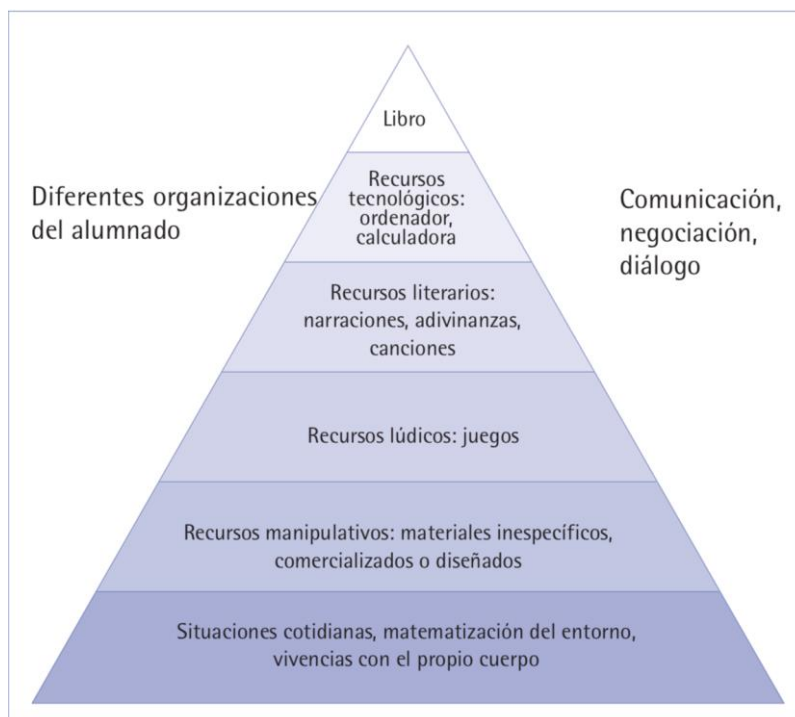 Libro
Diferentes organizaciones
del alumnado
Recursos
tecnológicos:
ordenador,
calculadora
Comunicación,
negociación,
diálogo
Recursos literarios:
narraciones, adivinanzas,
canciones
Recursos lúdicos: juegos
Recursos manipulativos: materiales inespecíficos,
comercializados o diseñados
Situaciones cotidianas, matematización del entorno,
vivencias con el propio cuerpo